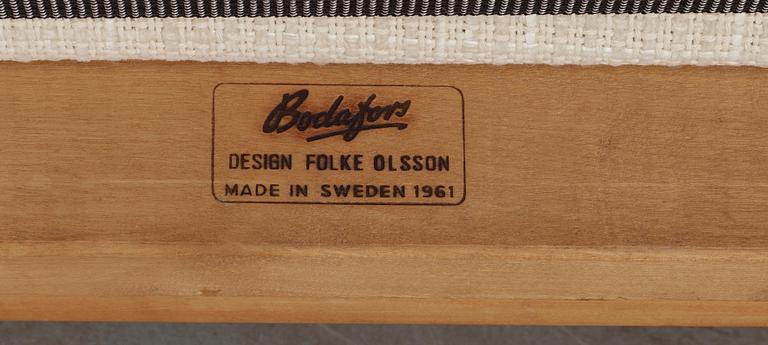 Bodafors
DESIGN FOLKE OLSSON
MADE IN SWEDEN 1961